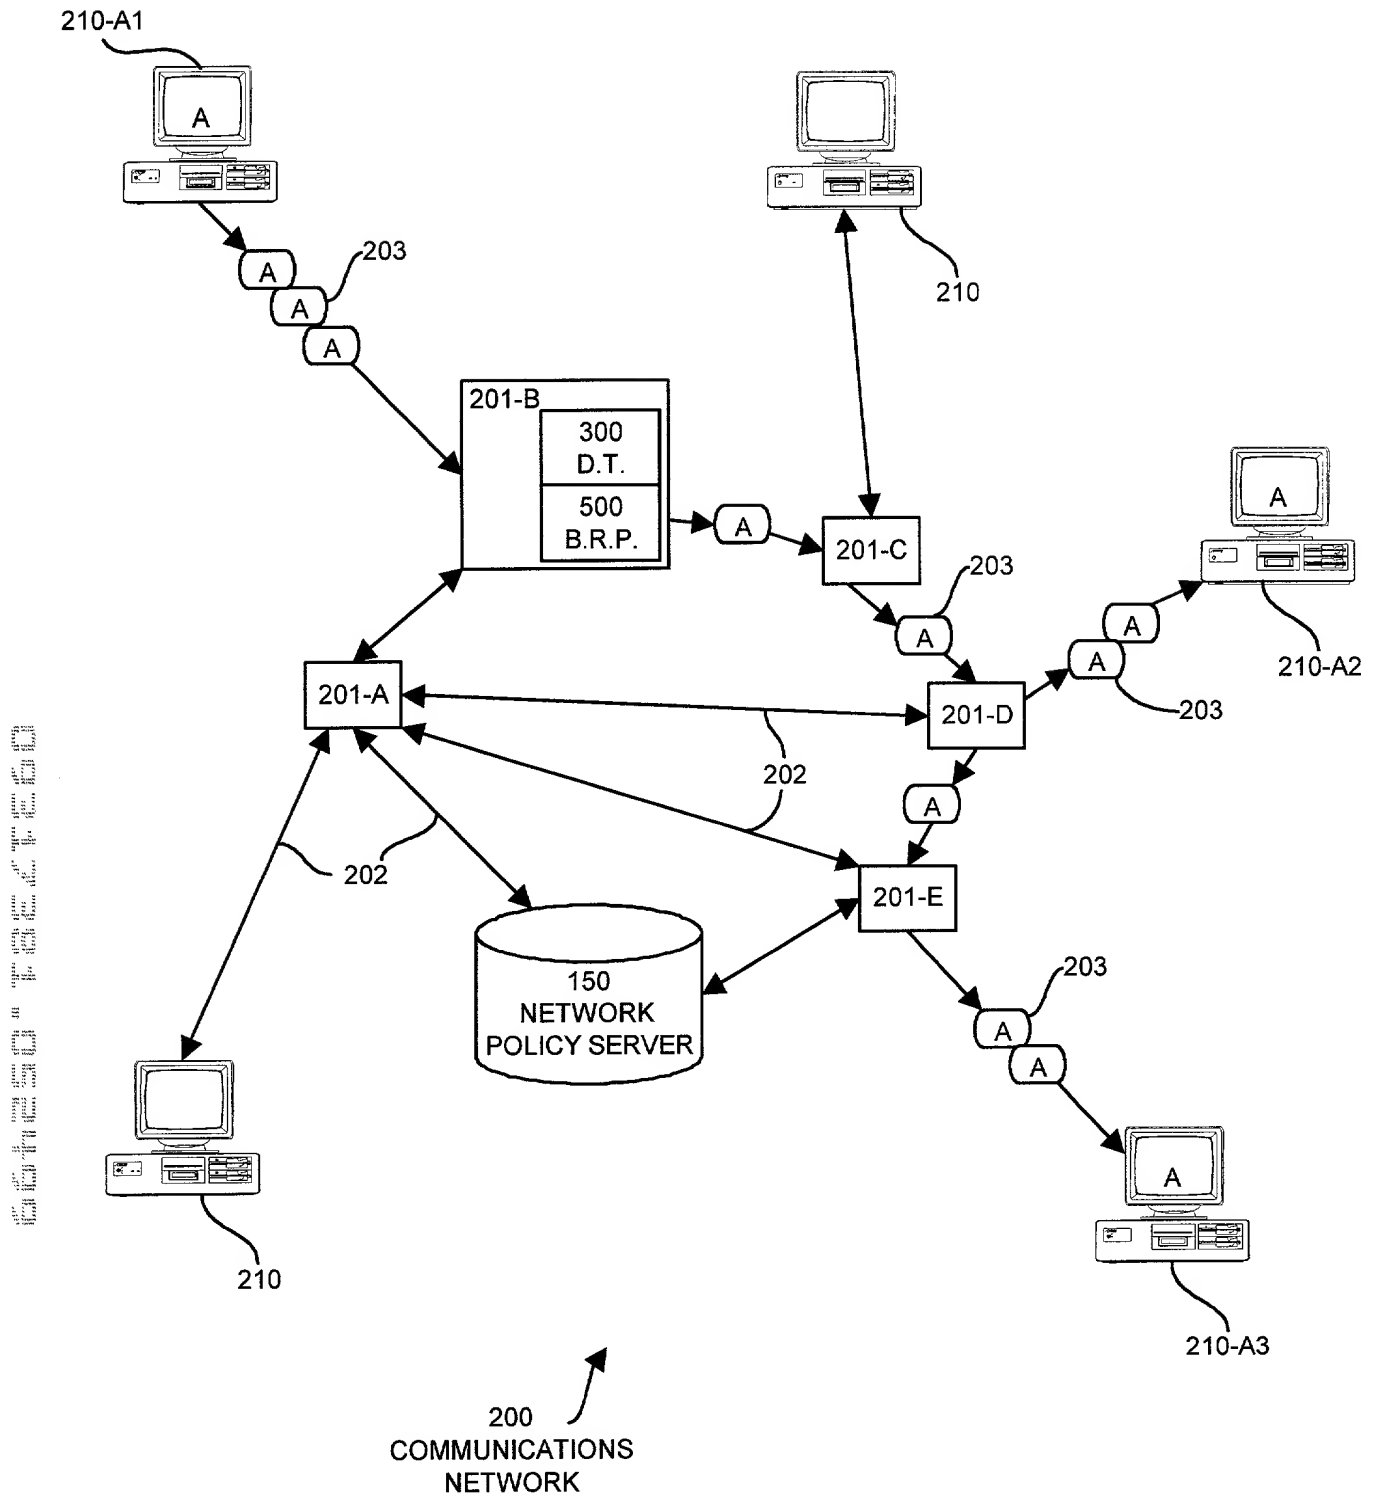 210-A1
A
A
203
A
A
210
201-B
300
D.T.
500
B.R.P.
A
201-C
A
203
A
A
A
210-A2
203
201-A
201-D
202
A
202
201-E
150
NETWORK
POLICY SERVER
203
A
A
A
210
210-A3
200
COMMUNICATIONS
NETWORK